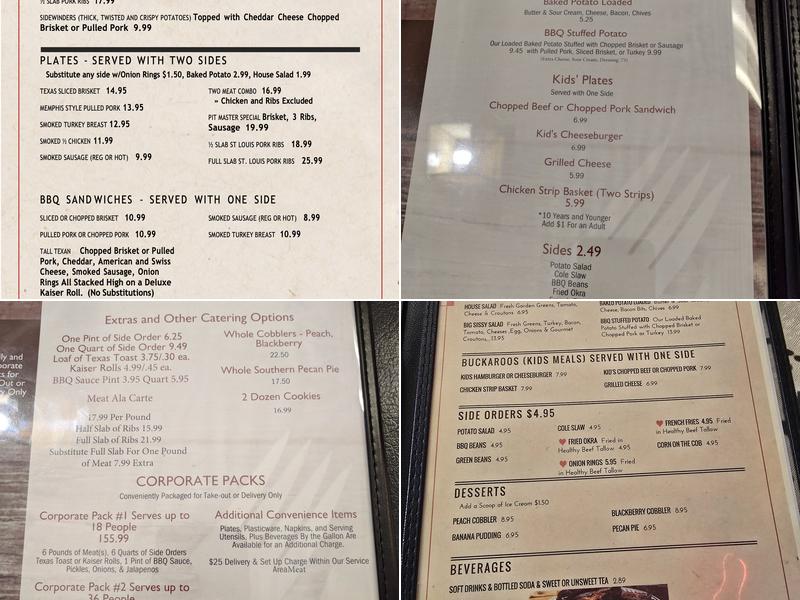 ½ SLAB PORK RIBS 17.99
SIDEWINDERS (THICK, TWISTED AND CRISPY POTATOES) Topped with Cheddar Cheese Chopped
Brisket or Pulled Pork 9.99
PLATES - SERVED WITH TWO SIDES
Substitute any side w/Onion Rings $1.50, Baked Potato 2.99, House Salad 1.99
TEXAS SLICED BRISKET 14.95
MEMPHIS STYLE PULLED PORK 13.95
SMOKED TURKEY BREAST 12.95
SMOKED ½ CHICKEN 11.99
SMOKED SAUSAGE (REG OR HOT) 9.99
TWO MEAT COMBO 16.99
» Chicken and Ribs Excluded
PIT MASTER SPECIAL Brisket, 3 Ribs,
Sausage 19.99
½ SLAB ST LOUIS PORK RIBS 18.99
FULL SLAB ST. LOUIS PORK RIBS 25.99
BBQ SANDWICHES - SERVED WITH ONE SIDE
SLICED OR CHOPPED BRISKET 10.99
PULLED PORK OR CHOPPED PORK 10.99
TALL TEXAN Chopped Brisket or Pulled
Pork, Cheddar, American and Swiss
Cheese, Smoked Sausage, Onion
Rings All Stacked High on a Deluxe
Kaiser Roll. (No Substitutions)
SMOKED SAUSAGE (REG OR HOT) 8.99
SMOKED TURKEY BREAST 10.99
Baked Potato Loaded
Butter & Sour Cream, Cheese, Bacon, Chives
5.25
BBQ Stuffed Potato
Our Loaded Baked Potato Stuffed with Chopped Brisket or Sausage
9.45 with Pulled Pork, Sliced Brisket, or Turkey 9.99
(Extra Cheese, Sour Cream, Dressing .75)
Kids' Plates
Served with One Side
Chopped Beef or Chopped Pork Sandwich
6.99
Kid's Cheeseburger
6.99
Grilled Cheese
5.99
Chicken Strip Basket (Two Strips)
5.99
*10 Years and Younger
Add $1 For an Adult
Sides 2.49
Potato Salad
Cole Slaw
BBQ Beans
Fried Okra
Extras and Other Catering Options
One Pint of Side Order 6.25
One Quart of Side Order 9.49
Loaf of Texas Toast 3.75/.30 ea.
Kaiser Rolls 4.99/.45 ea.
BBQ Sauce Pint 3.95 Quart 5.95
Meat Ala Carte
17.99 Per Pound
Half Slab of Ribs 15.99
Full Slab of Ribs 21.99
Substitute Full Slab For One Pound
of Meat 7.99 Extra
Whole Cobblers - Peach,
Blackberry
22.50
Whole Southern Pecan Pie
17.50
2 Dozen Cookies
16.99
ly and
porate
s for
Out or
y Only
CORPORATE PACKS
Conveniently Packaged for Take-out or Delivery Only
Corporate Pack #1 Serves up to
18 People
155.99
6 Pounds of Meat(s), 6 Quarts of Side Orders
Texas Toast or Kaiser Rolls, 1 Pint of BBQ Sauce,
Pickles, Onions, & Jalapenos
Corporate Pack #2 Serves up to
36 People
Additional Convenience Items
Plates, Plasticware, Napkins, and Serving
Utensils, Plus Beverages By the Gallon Are
Available for an Additional Charge.
$25 Delivery & Set Up Charge Within Our Service
AreaMeat
HOUSE SALAD Fresh Garden Greens, Tomato,
Cheese & Croutons 6.95
BIG SISSY SALAD Fresh Greens, Turkey, Bacon,
Tomato, Cheese, Egg, Onions & Gourmet
Croutons, 13.95
BAKED POTATO LOADED Butter & Sour
Cream, Bacon Bits, Chives 6.99
BBQ STUFFED POTATO Our Loaded Baked
Potato Stuffed with Chopped Brisket or
Chopped Pork or Turkey 13.99
BUCKAROOS (KIDS MEALS) SERVED WITH ONE SIDE
KIDS HAMBURGER OR CHEESEBURGER 7.99
CHICKEN STRIP BASKET 7.99
KID'S CHOPPED BEEF OR CHOPPED PORK 7.99
GRILLED CHEESE 6.99
SIDE ORDERS $4.95
POTATO SALAD 4.95
BBQ BEANS 4.95
GREEN BEANS 4.95
COLE SLAW 4.95
FRIED OKRA Fried in
Healthy Beef Tallow 4.95
ONION RINGS 5.95 Fried
in Healthy Beef Tallow
FRENCH FRIES 4.95 Fried
in Healthy Beef Tallow
CORN ON THE COB 4.95
DESSERTS
Add a Scoop of Ice Cream $1.50
PEACH COBBLER 8.95
BANANA PUDDING 6.95
BLACKBERRY COBBLER 8.95
PECAN PIE 6.95
BEVERAGES
SOFT DRINKS & BOTTLED SODA & SWEET OR UNSWEET TEA 2.89